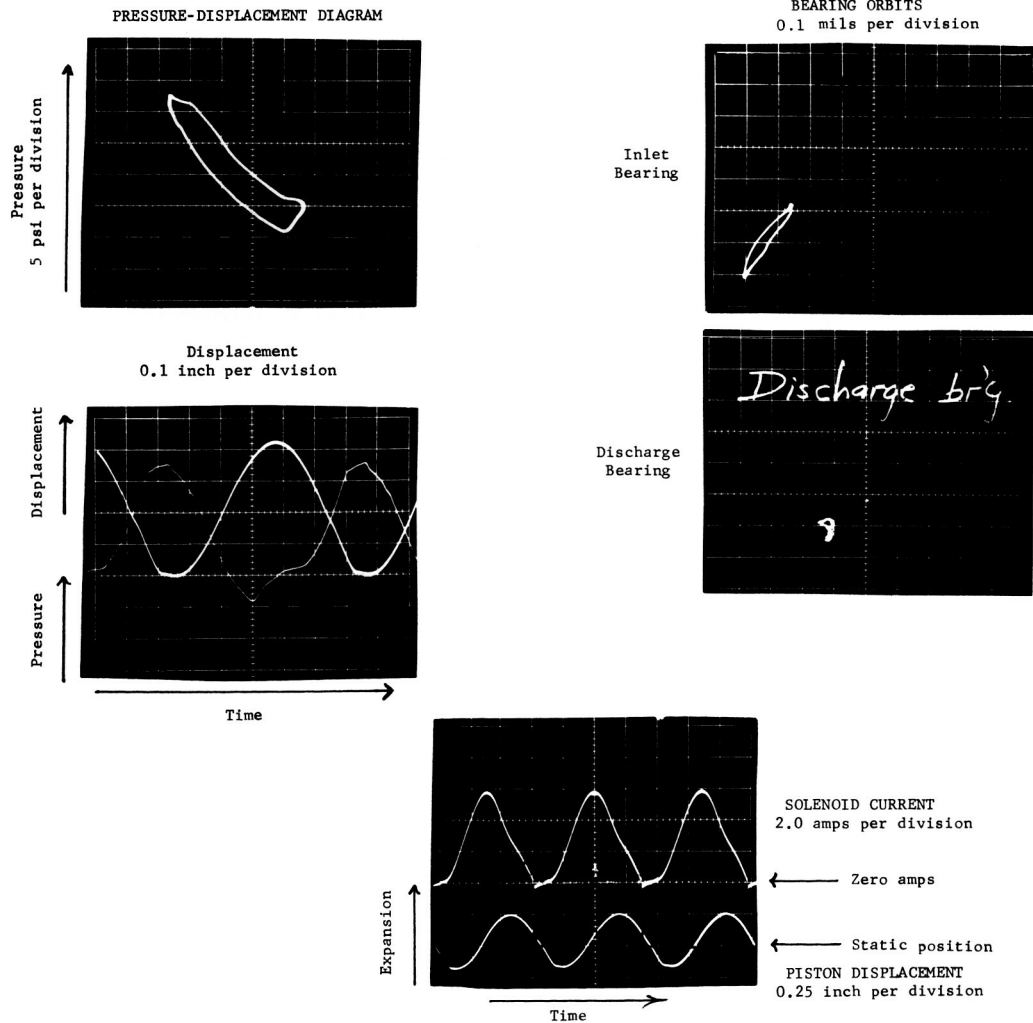 PRESSURE-DISPLACEMENT DIAGRAM
Pressure
5 psi per division
Displacement
0.1 inch per division
Displacement
Pressure
Time
BEARING ORBITS
0.1 mils per division
Inlet
Bearing
Discharge br'g.
Discharge
Bearing
Expansion
Time
SOLENOID CURRENT
2.0 amps per division
Zero amps
Static position
PISTON DISPLACEMENT
0.25 inch per division